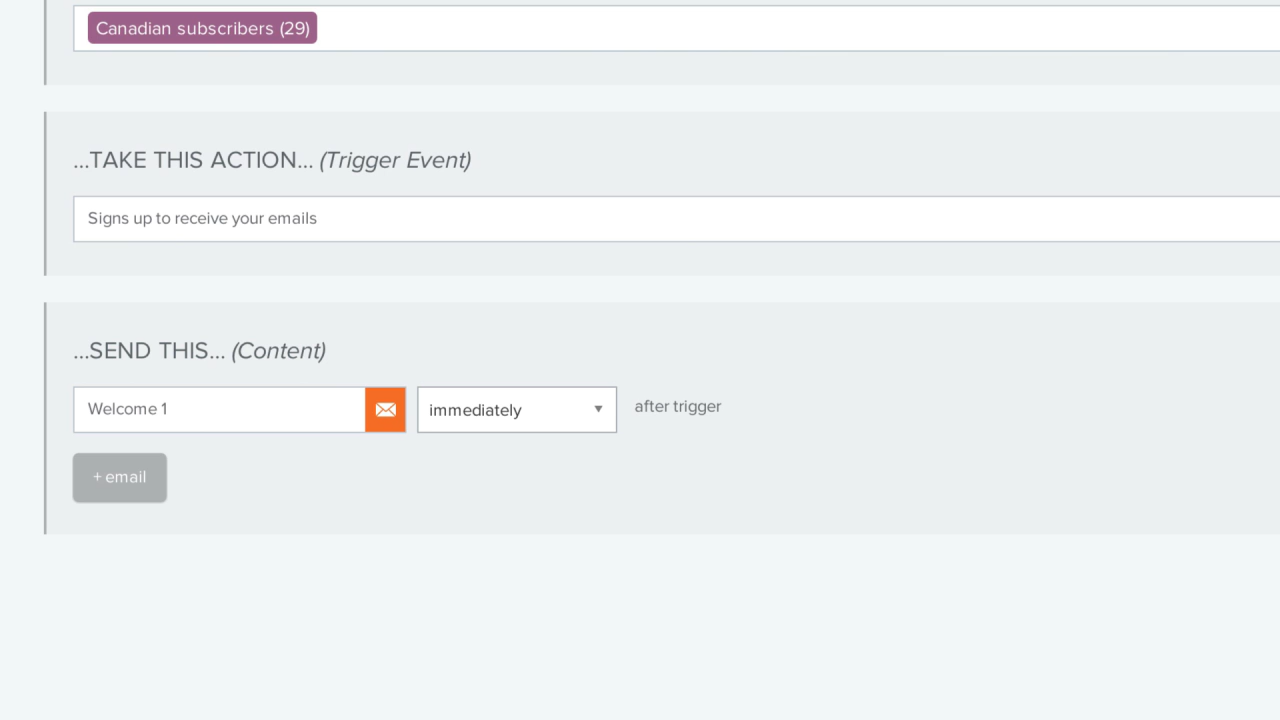 Canadian subscribers (29)
...TAKE THIS ACTION... (Trigger Event)
Signs up to receive your emails
...SEND THIS... (Content)
Welcome 1
immediately
after trigger
+ email